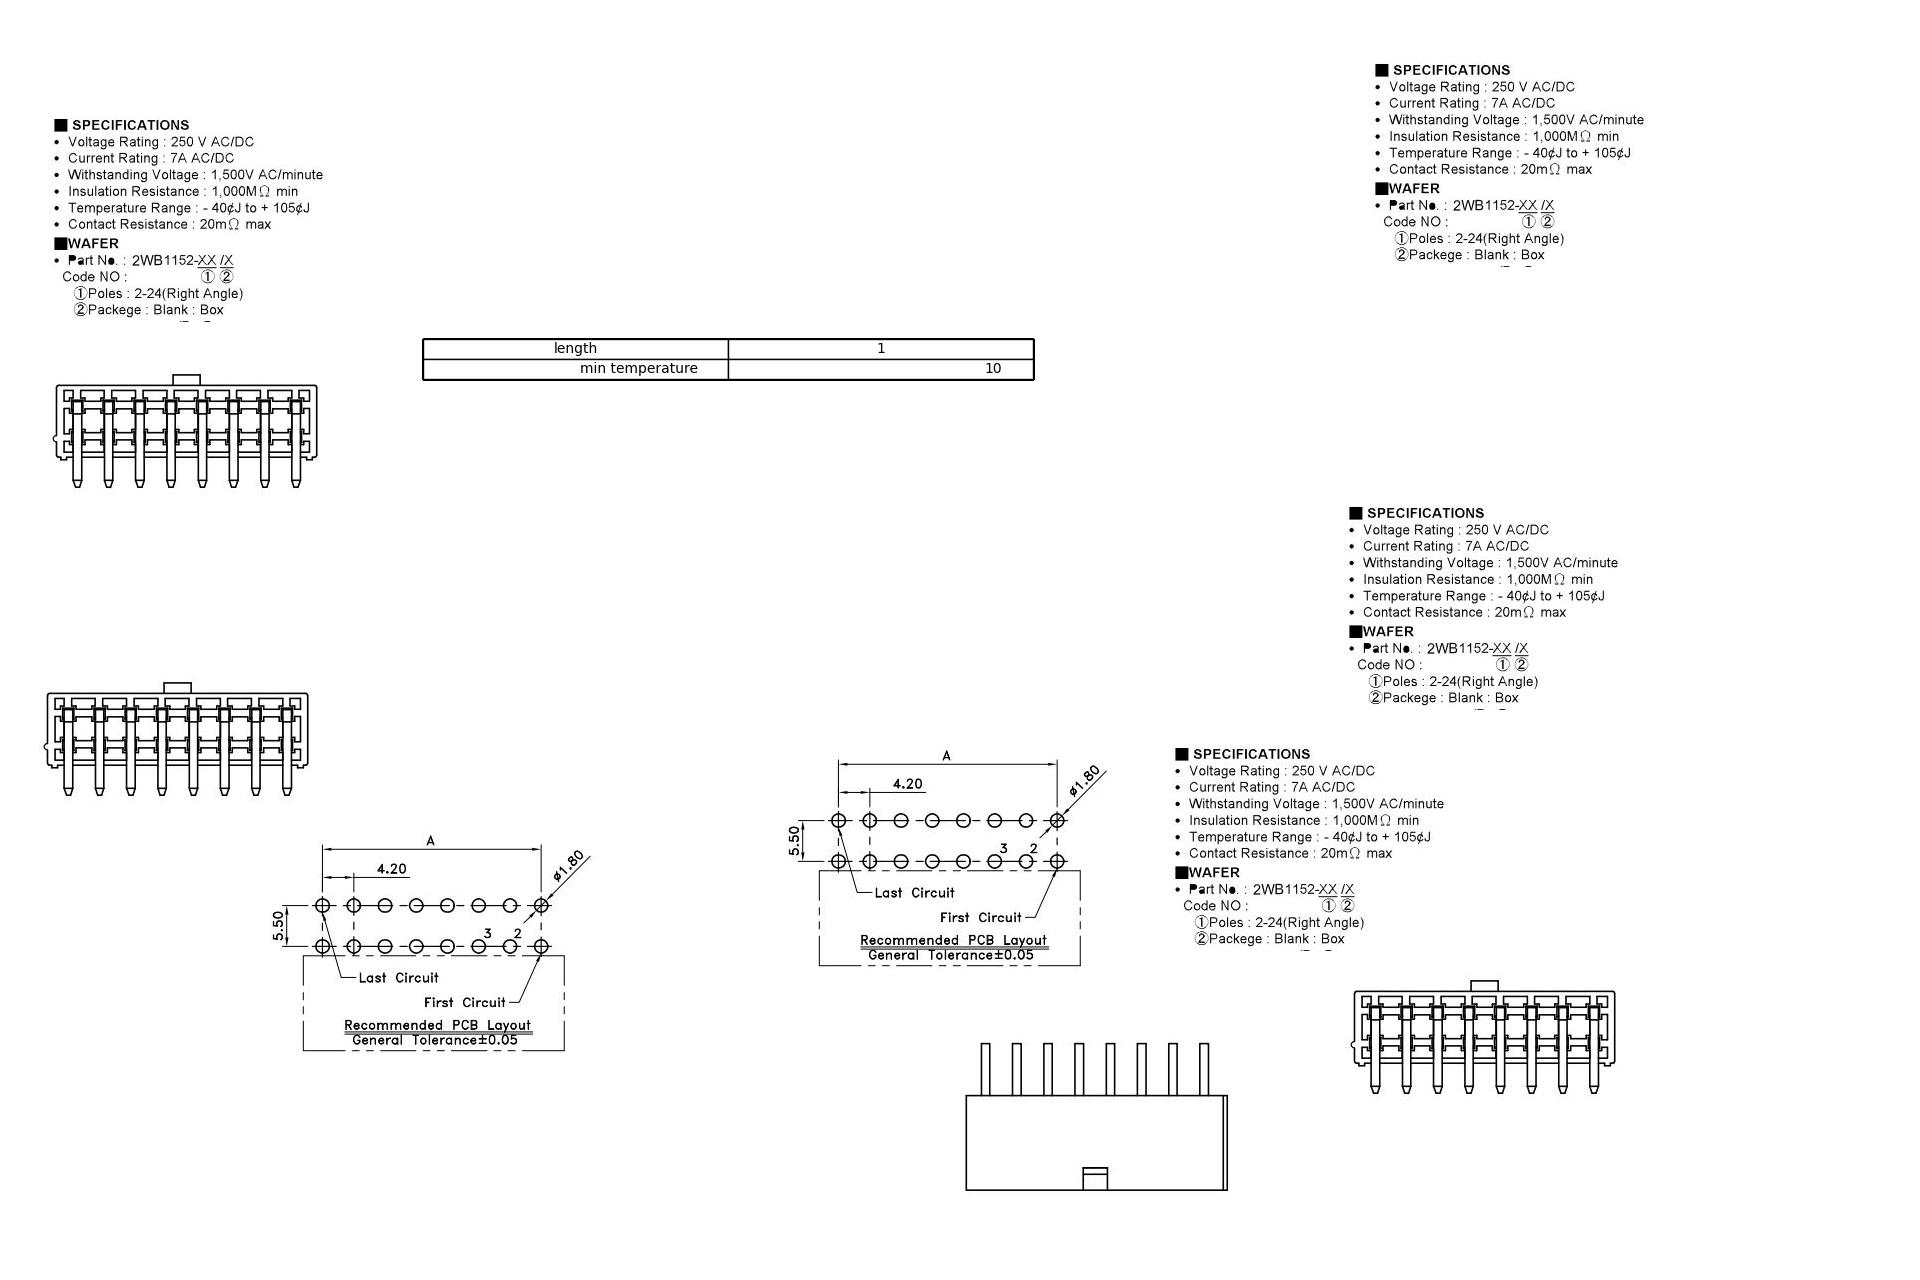 ■ SPECIFICATIONS
• Voltage Rating : 250 V AC/DC
• Current Rating : 7A AC/DC
• Withstanding Voltage : 1,500V AC/minute
• Insulation Resistance : 1,000MΩ min
• Temperature Range : - 40¢J to + 105¢J
• Contact Resistance : 20mΩ max
■WAFER
• Part No. : 2WB1152-XX /X
Code NO : ① ②
①Poles : 2-24(Right Angle)
②Packege : Blank : Box
■ SPECIFICATIONS
• Voltage Rating : 250 V AC/DC
• Current Rating : 7A AC/DC
• Withstanding Voltage : 1,500V AC/minute
• Insulation Resistance : 1,000MΩ min
• Temperature Range : - 40¢J to + 105¢J
• Contact Resistance : 20mΩ max
■WAFER
• Part No. : 2WB1152-XX /X
Code NO : ① ②
①Poles : 2-24(Right Angle)
②Packege : Blank : Box
length 1
min temperature 10
■ SPECIFICATIONS
• Voltage Rating : 250 V AC/DC
• Current Rating : 7A AC/DC
• Withstanding Voltage : 1,500V AC/minute
• Insulation Resistance : 1,000MΩ min
• Temperature Range : - 40¢J to + 105¢J
• Contact Resistance : 20mΩ max
■WAFER
• Part No. : 2WB1152-XX /X
Code NO : ① ②
①Poles : 2-24(Right Angle)
②Packege : Blank : Box
A
4.20
ø1.80
5.50
3 2
Last Circuit
First Circuit
Recommended PCB Layout
General Tolerance±0.05
■ SPECIFICATIONS
• Voltage Rating : 250 V AC/DC
• Current Rating : 7A AC/DC
• Withstanding Voltage : 1,500V AC/minute
• Insulation Resistance : 1,000MΩ min
• Temperature Range : - 40¢J to + 105¢J
• Contact Resistance : 20mΩ max
■WAFER
• Part No. : 2WB1152-XX /X
Code NO : ① ②
①Poles : 2-24(Right Angle)
②Packege : Blank : Box
A
4.20
ø1.80
5.50
3 2
Last Circuit
First Circuit
Recommended PCB Layout
General Tolerance±0.05